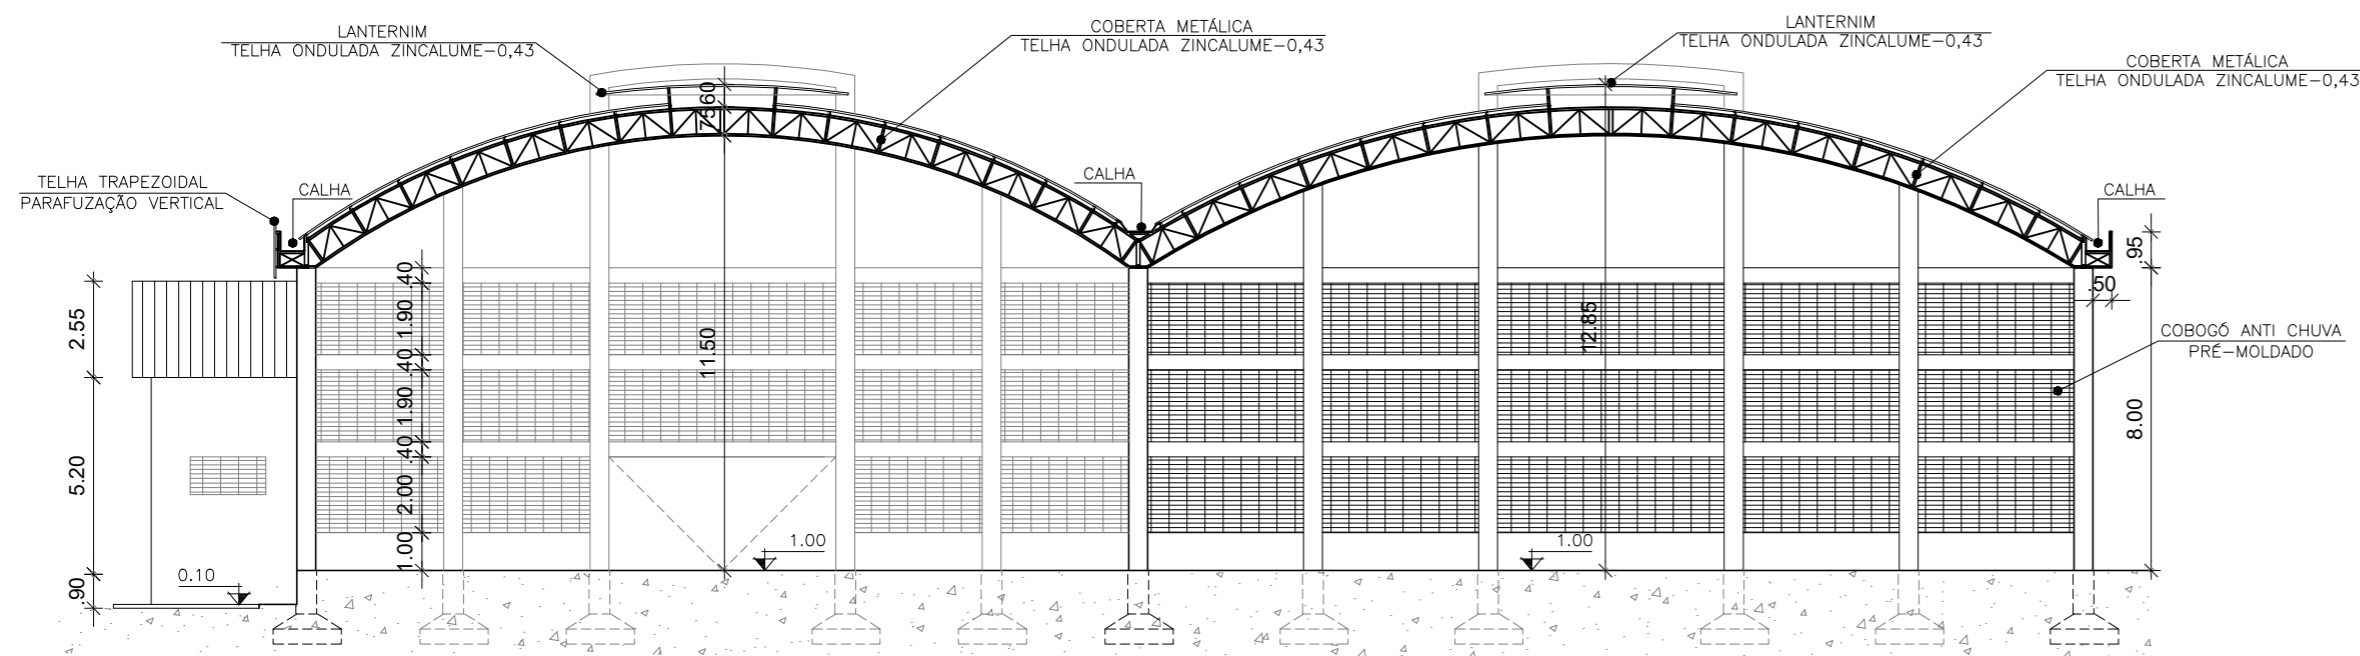 LANTERNIM
TELHA ONDULADA ZINCALUME-0,43
COBERTA METÁLICA
TELHA ONDULADA ZINCALUME-0,43
LANTERNIM
TELHA ONDULADA ZINCALUME-0,43
COBERTA METÁLICA
TELHA ONDULADA ZINCALUME-0,43
TELHA TRAPEZOIDAL
PARAFUZAÇÃO VERTICAL
CALHA
CALHA
CALHA
.60
.75
.95
.50
2.55
5.20
.90
.40
1.90
.40
1.90
.40
2.00
1.00
11.50
12.85
8.00
COBOGÓ ANTI CHUVA
PRÉ-MOLDADO
0.10
1.00
1.00